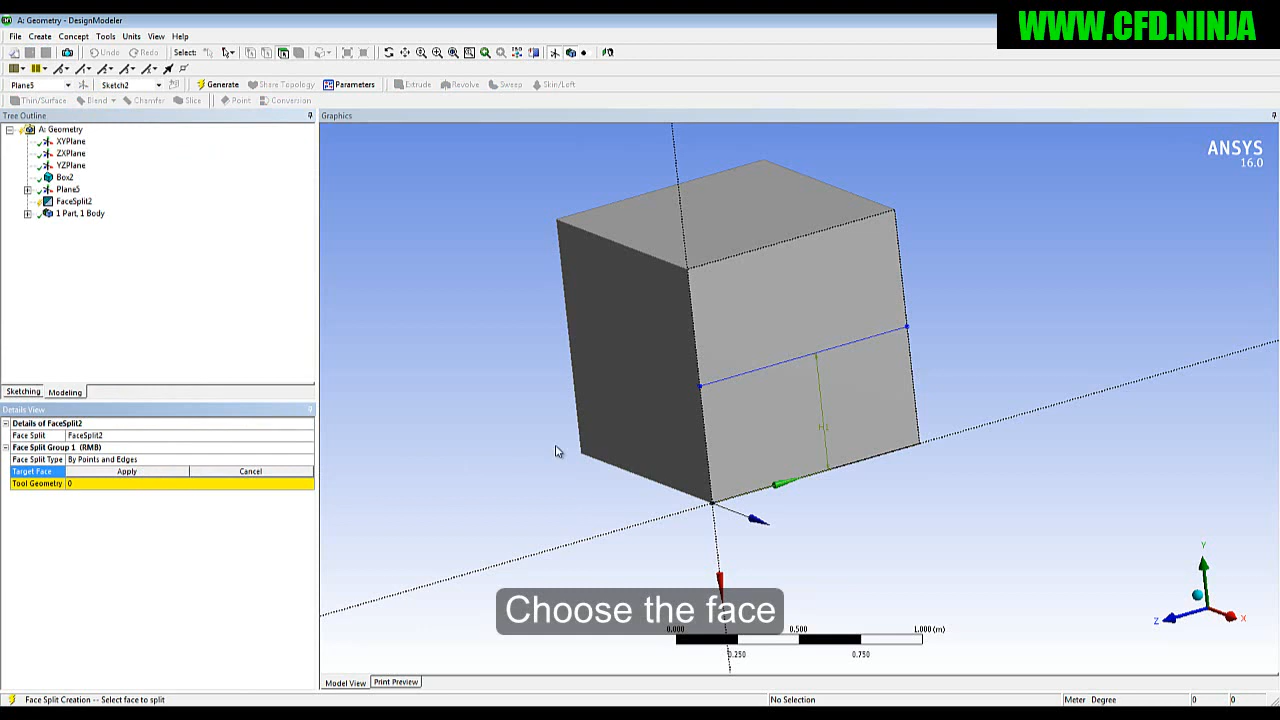 A: Geometry - DesignModeler
WWW.CFD.NINJA
File Create Concept Tools Units View Help
Undo Redo Select:
Plane5 Sketch2 Generate Share Topology Parameters Extrude Revolve Sweep Skin/Loft
Thin/Surface Blend Chamfer Slice Point Conversion
Tree Outline
Graphics
A: Geometry
XYPlane
ZXPlane
YZPlane
Box2
Plane5
FaceSplit2
1 Part, 1 Body
ANSYS
16.0
H1
Sketching Modeling
Details View
Details of FaceSplit2
Face Split FaceSplit2
Face Split Group 1 (RMB)
Face Split Type By Points and Edges
Target Face Apply Cancel
Tool Geometry 0
Choose the face
0.000 0.500 1.000 (m)
0.250 0.750
Y
Z
X
Model View Print Preview
Face Split Creation -- Select face to split
No Selection
Meter Degree 0 0